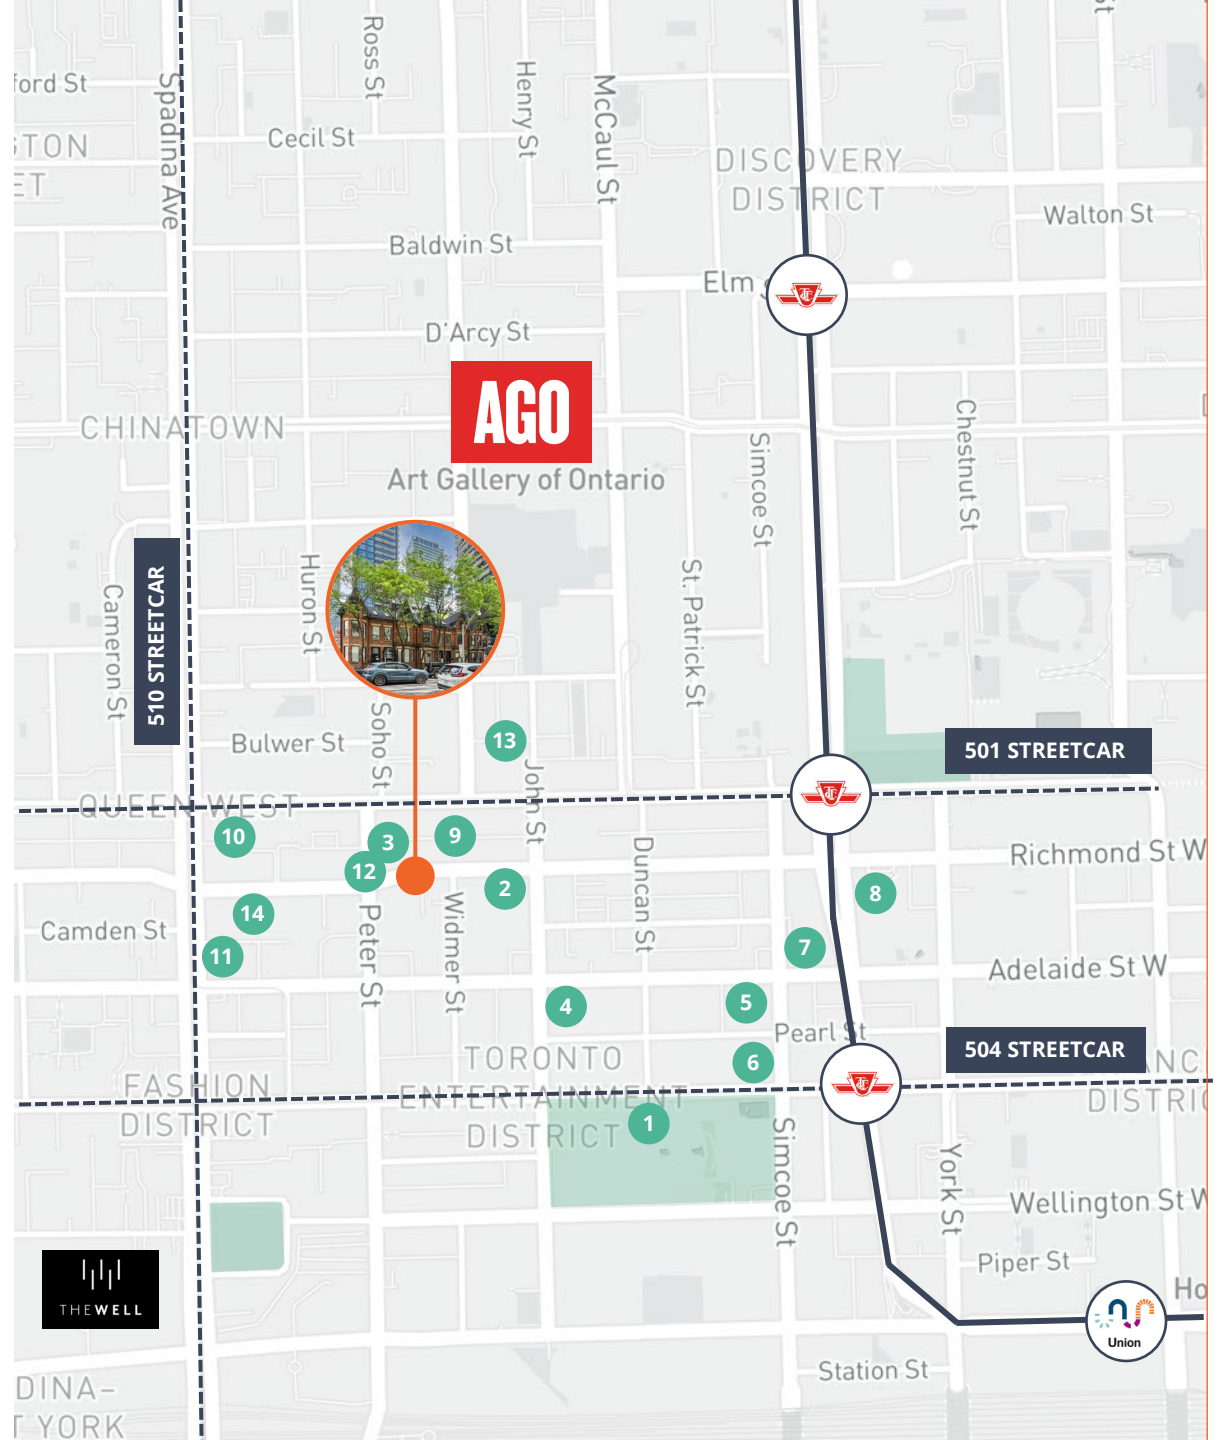 St
Ross St
ford St
Spadina Ave
Henry St
McCaul St
Cecil St
DISCOVERY
DISTRICT
Walton St
Baldwin St
Elm
D'Arcy St
AGO
CHINATOWN
Art Gallery of Ontario
Simcoe St
Chestnut St
Huron St
Cameron St
510 STREETCAR
St. Patrick St
Soho St
Bulwer St
13
John St
501 STREETCAR
QUEEN WEST
10
3
9
12
2
Duncan St
Richmond St W
8
14
Camden St
11
Peter St
Widmer St
7
Adelaide St W
4
5
Pearl St
6
504 STREETCAR
TORONTO
ENTERTAINMENT
DISTRICT
FASHION
DISTRICT
ANC
DISTRIC
1
Simcoe St
York St
Wellington St W
Piper St
THEWELL
Ho
Union
Station St
DINA–
T YORK